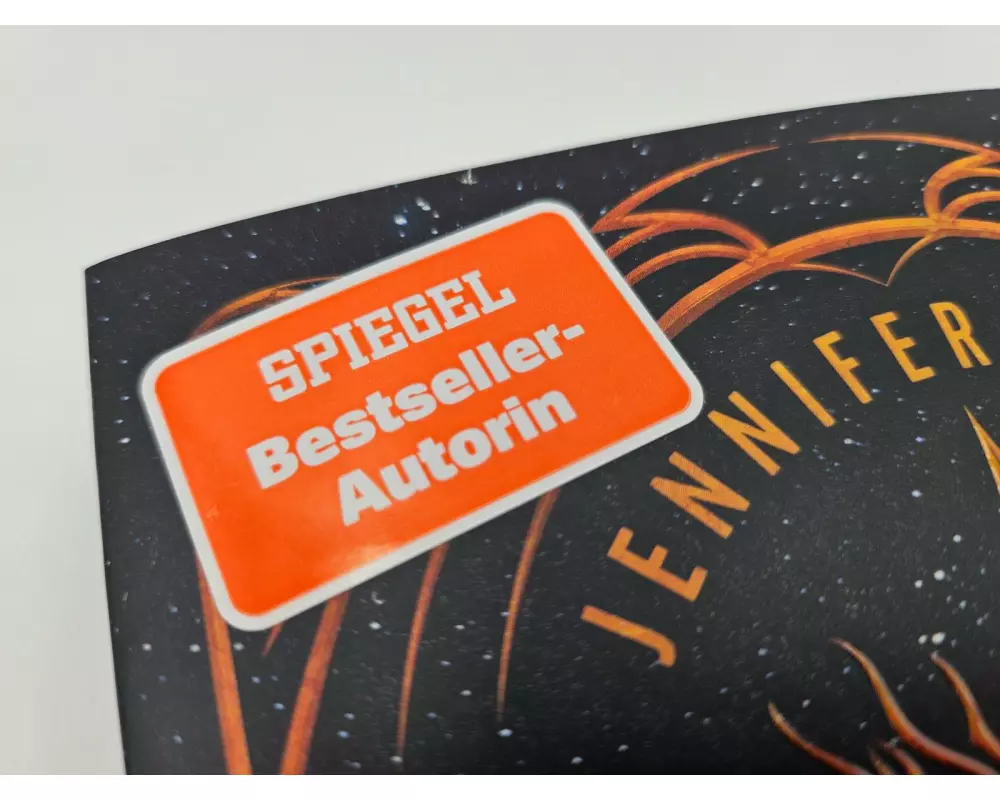 SPIEGEL
Bestseller-
Autorin
JENNIFER